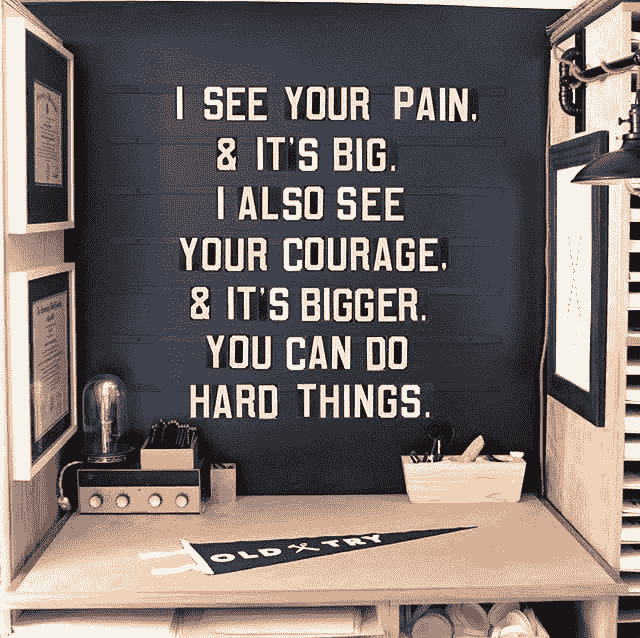 I SEE YOUR PAIN.
& IT'S BIG.
I ALSO SEE
YOUR COURAGE,
& IT'S BIGGER.
YOU CAN DO
HARD THINGS.
OLD TRY